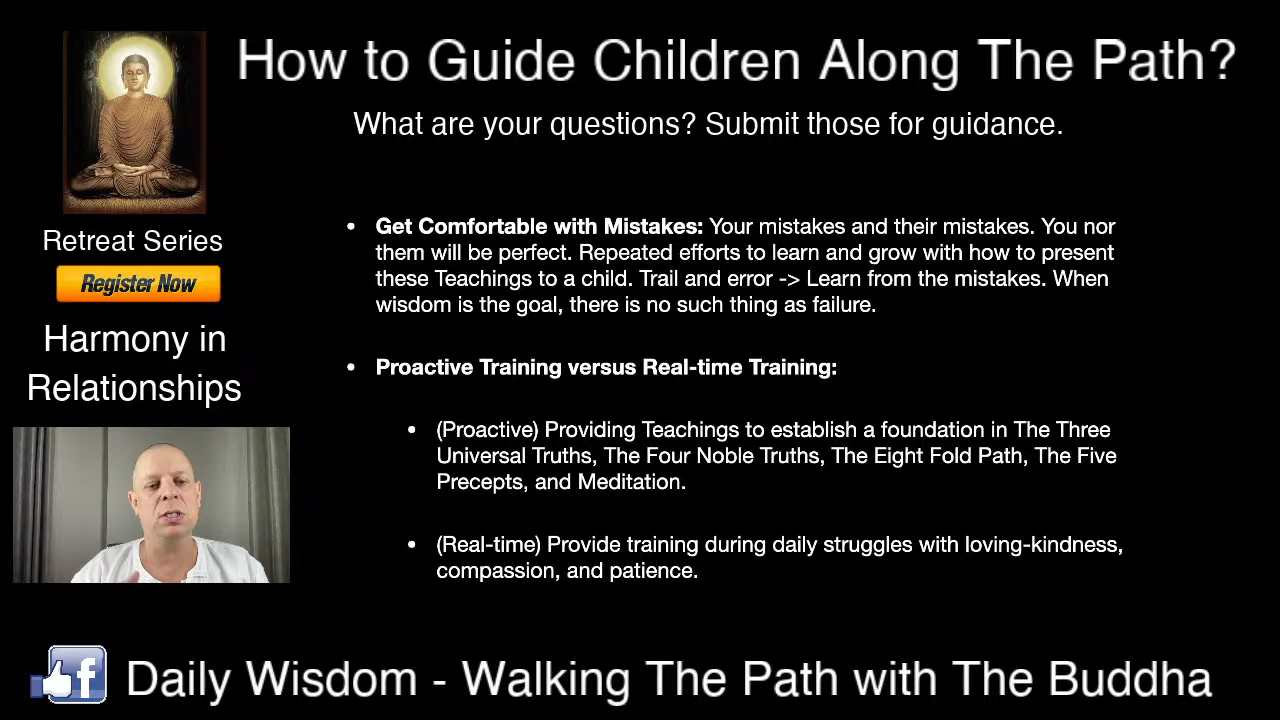 How to Guide Children Along The Path?
What are your questions? Submit those for guidance.
Retreat Series
Register Now
Harmony in
Relationships
• Get Comfortable with Mistakes: Your mistakes and their mistakes. You nor
them will be perfect. Repeated efforts to learn and grow with how to present
these Teachings to a child. Trail and error -> Learn from the mistakes. When
wisdom is the goal, there is no such thing as failure.
• Proactive Training versus Real-time Training:
• (Proactive) Providing Teachings to establish a foundation in The Three
Universal Truths, The Four Noble Truths, The Eight Fold Path, The Five
Precepts, and Meditation.
• (Real-time) Provide training during daily struggles with loving-kindness,
compassion, and patience.
f
Daily Wisdom - Walking The Path with The Buddha